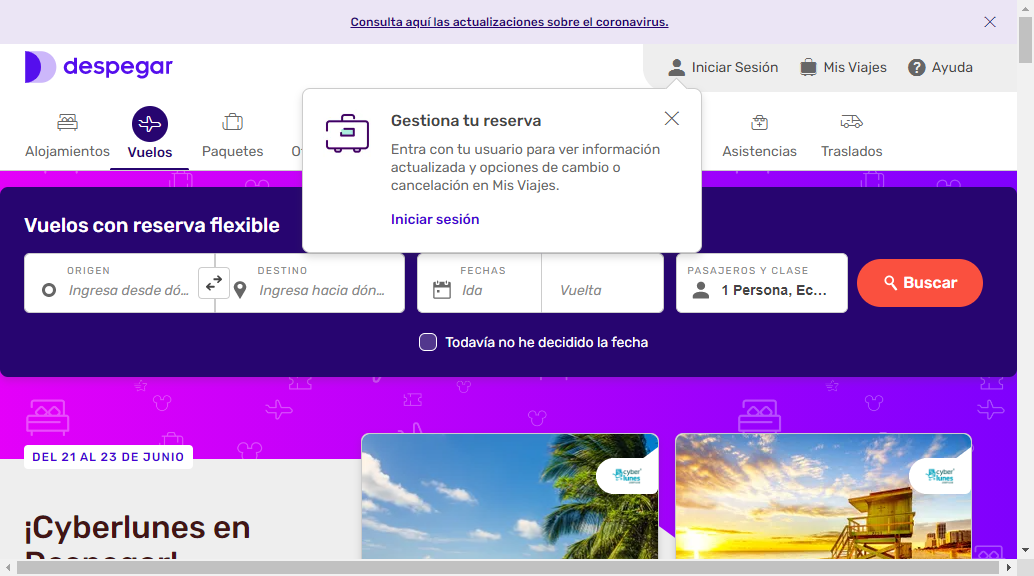 Consulta aquí las actualizaciones sobre el coronavirus.
despegar
Iniciar Sesión
Mis Viajes
Ayuda
Alojamientos
Vuelos
Paquetes
Asistencias
Traslados
Gestiona tu reserva
Entra con tu usuario para ver información
actualizada y opciones de cambio o
cancelación en Mis Viajes.
Iniciar sesión
Vuelos con reserva flexible
ORIGEN
Ingresa desde dó...
DESTINO
Ingresa hacia dón...
FECHAS
Ida
Vuelta
PASAJEROS Y CLASE
1 Persona, Ec...
Buscar
Todavía no he decidido la fecha
DEL 21 AL 23 DE JUNIO
¡Cyberlunes en
Despegar!
cyber
lunes
cyber
lunes